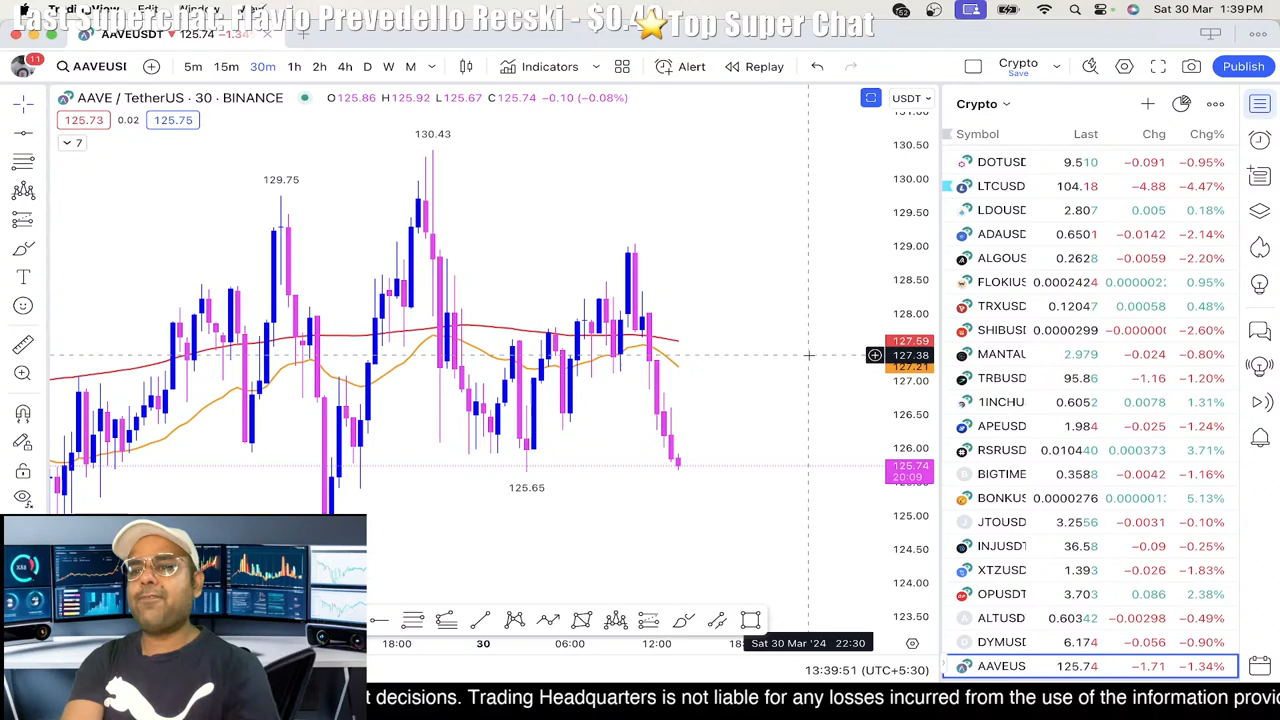 Last Superchat: Flavio Prevedello Recski - $0.4
Top Super Chat
Sat 30 Mar 1:39 PM
AAVEUSDT 125.74 -1.34
11
AAVEUSI
5m 15m 30m 1h 2h 4h D W M
Indicators
Alert
Replay
Crypto
Save
Publish
AAVE / TetherUS · 30 · BINANCE O125.86 H125.92 L125.67 C125.74 −0.10 (−0.08%)
USDT
125.73 0.02 125.75
7
130.43
129.75
125.65
130.50
130.00
129.50
129.00
128.50
128.00
127.59
127.38
127.21
127.00
126.50
126.00
125.74
20:09
125.00
124.50
124.00
123.50
18:00 30 06:00 12:00 Sat 30 Mar '24 22:30
13:39:51 (UTC+5:30)
Crypto
Symbol Last Chg Chg%
DOTUSD 9.510 −0.091 −0.95%
LTCUSD 104.18 −4.88 −4.47%
LDOUSD 2.807 0.005 0.18%
ADAUSD 0.6501 −0.0142 −2.14%
ALGOUS 0.2628 −0.0059 −2.20%
FLOKIUS 0.0002424 0.95%
TRXUSD 0.12047 0.00058 0.48%
SHIBUSD 0.0000299 −2.60%
MANTAU 2.979 −0.024 −0.80%
TRBUSD 95.86 −1.16 −1.20%
1INCHU 0.6052 0.0078 1.31%
APEUSD 1.984 −0.025 −1.24%
RSRUSD 0.010440 0.000373 3.71%
BIGTIME 0.3588 −0.0042 −1.16%
BONKUS 0.0000276 5.13%
JTOUSD 3.2556 −0.0031 −0.10%
INJUSDT 36.58 −0.09 −0.25%
XTZUSD 1.393 −0.026 −1.83%
OPUSDT 3.703 0.086 2.38%
ALTUSD 0.60342 −0.00298 −0.49%
DYMUSD 6.174 −0.056 −0.90%
AAVEUS 125.74 −1.71 −1.34%
t decisions. Trading Headquarters is not liable for any losses incurred from the use of the information provid